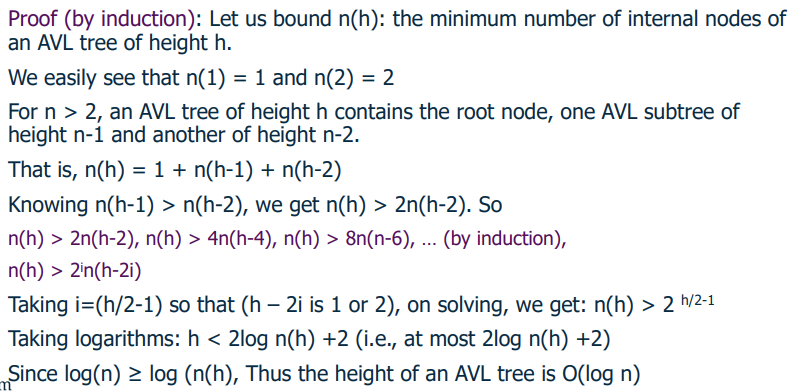 Proof (by induction): Let us bound n(h): the minimum number of internal nodes of
an AVL tree of height h.
We easily see that n(1) = 1 and n(2) = 2
For n > 2, an AVL tree of height h contains the root node, one AVL subtree of
height n-1 and another of height n-2.
That is, n(h) = 1 + n(h-1) + n(h-2)
Knowing n(h-1) > n(h-2), we get n(h) > 2n(h-2). So
n(h) > 2n(h-2), n(h) > 4n(h-4), n(h) > 8n(n-6), … (by induction),
n(h) > 2ⁱn(h-2i)
Taking i=(h/2-1) so that (h – 2i is 1 or 2), on solving, we get: n(h) > 2 h/2-1
Taking logarithms: h < 2log n(h) +2 (i.e., at most 2log n(h) +2)
Since log(n) ≥ log (n(h), Thus the height of an AVL tree is O(log n)
m